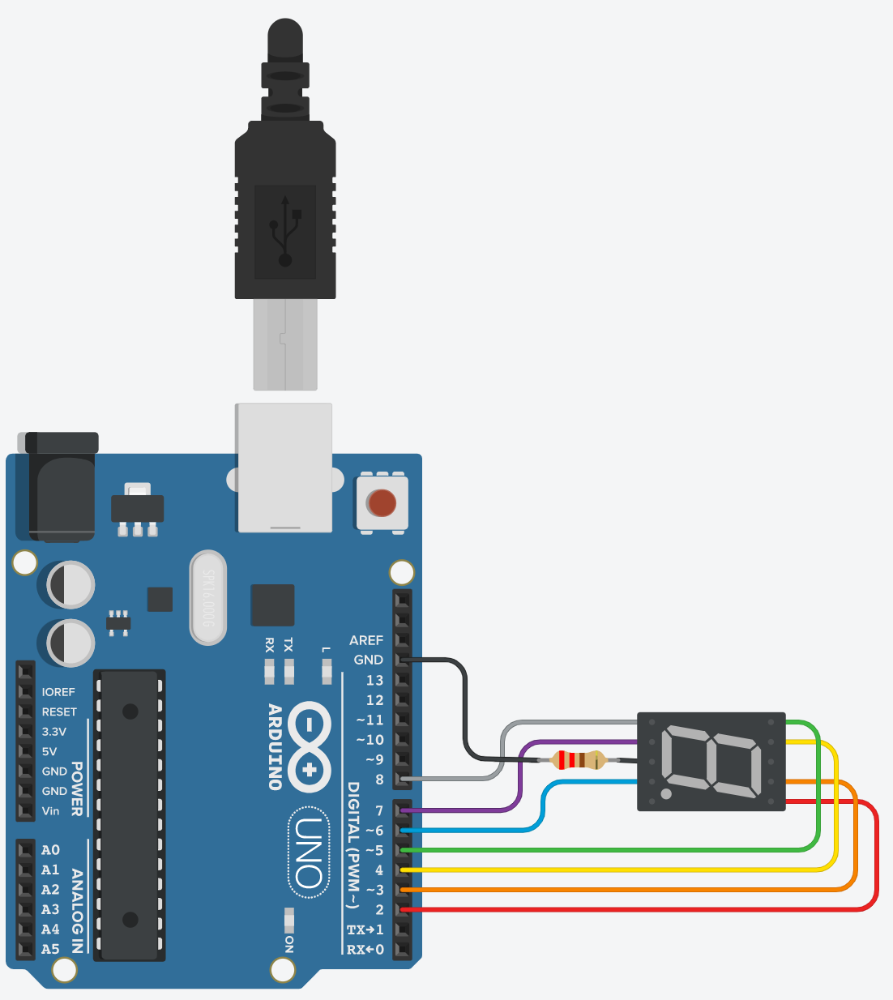 SPK16.000G
RX
TX
L
AREF
GND
13
12
~11
~10
~9
8
7
~6
~5
4
~3
2
TX→1
RX←0
DIGITAL (PWM ~)
ARDUINO
UNO
ON
IOREF
RESET
3.3V
5V
GND
GND
Vin
POWER
A0
A1
A2
A3
A4
A5
ANALOG IN